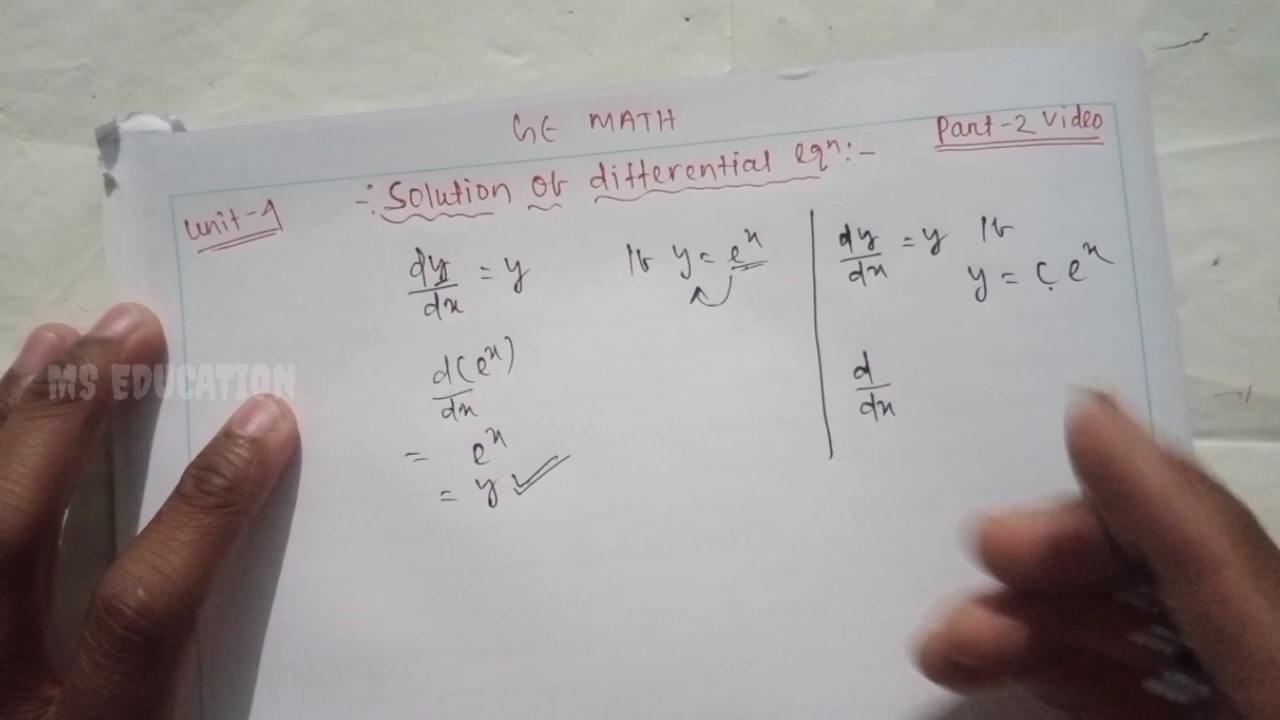 GE MATH
Part-2 Video
Unit-1
-: Solution of differential eqn:-
dy/dx = y
If y = e^x
d(e^x)/dx
= e^x
= y ✓
dy/dx = y If
y = c e^x
d/dx
MS EDUCATION